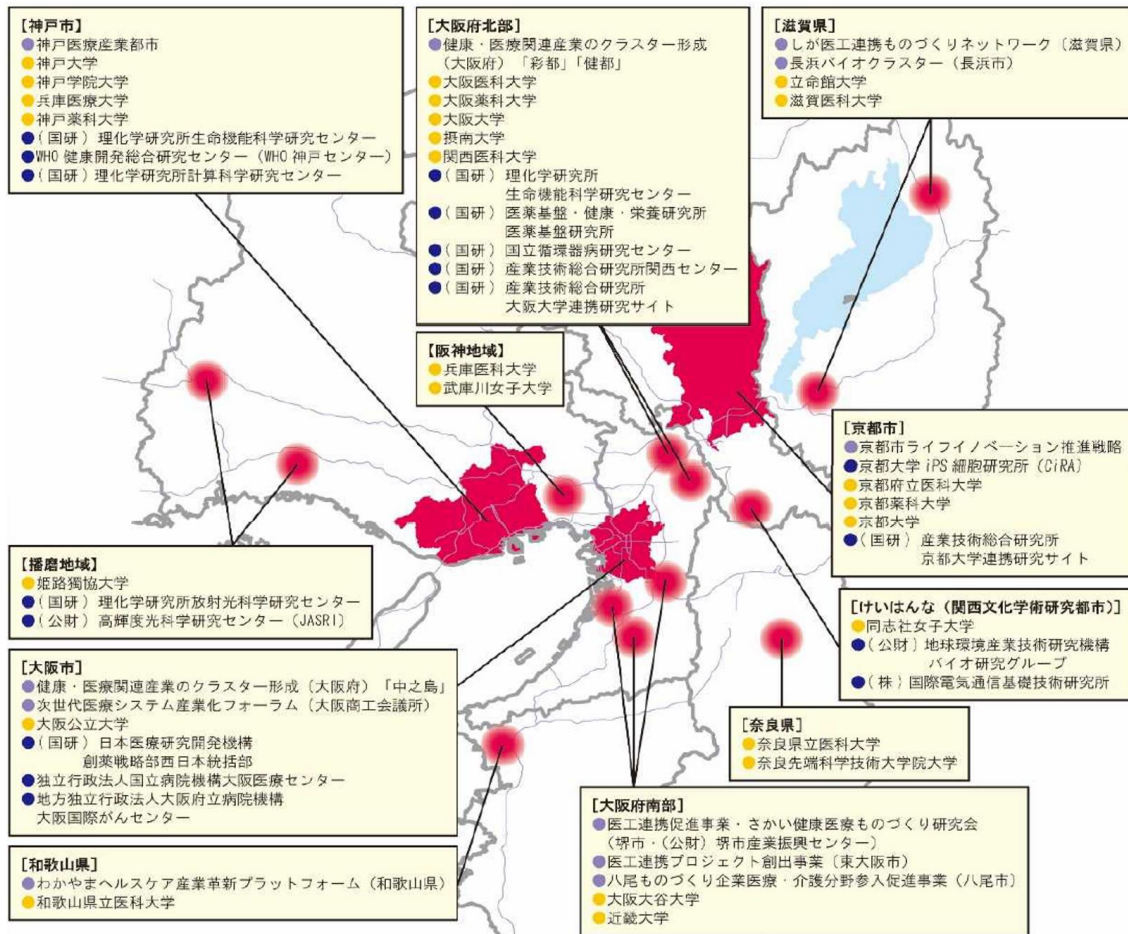 【神戸市】
●神戸医療産業都市
●神戸大学
●神戸学院大学
●兵庫医療大学
●神戸薬科大学
●(国研)理化学研究所生命機能科学研究センター
●WHO 健康開発総合研究センター(WHO 神戸センター)
●(国研)理化学研究所計算科学研究センター
[大阪府北部]
●健康・医療関連産業のクラスター形成
(大阪府)「彩都」「健都」
●大阪医科大学
●大阪薬科大学
●大阪大学
●摂南大学
●関西医科大学
●(国研)理化学研究所
生命機能科学研究センター
●(国研)医薬基盤・健康・栄養研究所
医薬基盤研究所
●(国研)国立循環器病研究センター
●(国研)産業技術総合研究所関西センター
●(国研)産業技術総合研究所
大阪大学連携研究サイト
[滋賀県]
●しが医工連携ものづくりネットワーク(滋賀県)
●長浜バイオクラスター(長浜市)
●立命館大学
●滋賀医科大学
【阪神地域】
●兵庫医科大学
●武庫川女子大学
[京都市]
●京都市ライフイノベーション推進戦略
●京都大学 iPS 細胞研究所(CiRA)
●京都府立医科大学
●京都薬科大学
●京都大学
●(国研)産業技術総合研究所
京都大学連携研究サイト
【播磨地域】
●姫路獨協大学
●(国研)理化学研究所放射光科学研究センター
●(公財)高輝度光科学研究センター(JASRI)
[けいはんな(関西文化学術研究都市)]
●同志社女子大学
●(公財)地球環境産業技術研究機構
バイオ研究グループ
●(株)国際電気通信基礎技術研究所
[大阪市]
●健康・医療関連産業のクラスター形成(大阪府)「中之島」
●次世代医療システム産業化フォーラム(大阪商工会議所)
●大阪公立大学
●(国研)日本医療研究開発機構
創薬戦略部西日本統括部
●独立行政法人国立病院機構大阪医療センター
●地方独立行政法人大阪府立病院機構
大阪国際がんセンター
[奈良県]
●奈良県立医科大学
●奈良先端科学技術大学院大学
[大阪府南部]
●医工連携促進事業・さかい健康医療ものづくり研究会
(堺市・(公財)堺市産業振興センター)
●医工連携プロジェクト創出事業(東大阪市)
●八尾ものづくり企業医療・介護分野参入促進事業(八尾市)
●大阪大谷大学
●近畿大学
[和歌山県]
●わかやまヘルスケア産業革新プラットフォーム(和歌山県)
●和歌山県立医科大学